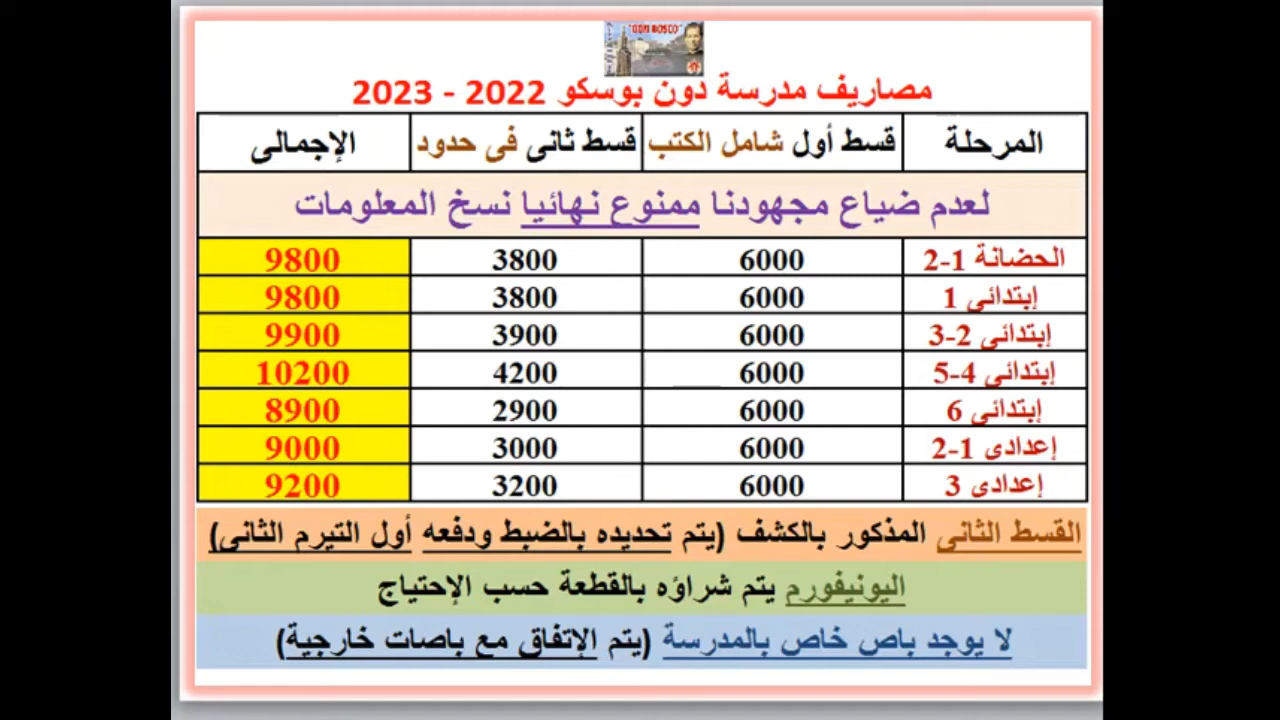 "DON BOSCO"
مصاريف مدرسة دون بوسكو 2022 - 2023
المرحلة قسط أول شامل الكتب قسط ثانى فى حدود الإجمالى
لعدم ضياع مجهودنا ممنوع نهائيا نسخ المعلومات
الحضانة 1-2 6000 3800 9800
إبتدائى 1 6000 3800 9800
إبتدائى 2-3 6000 3900 9900
إبتدائى 4-5 6000 4200 10200
إبتدائى 6 6000 2900 8900
إعدادى 1-2 6000 3000 9000
إعدادى 3 6000 3200 9200
القسط الثانى المذكور بالكشف (يتم تحديده بالضبط ودفعه أول التيرم الثانى)
اليونيفورم يتم شراؤه بالقطعة حسب الإحتياج
لا يوجد باص خاص بالمدرسة (يتم الإتفاق مع باصات خارجية)